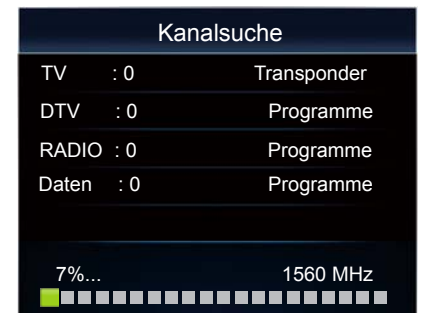 Kanalsuche
TV : 0 Transponder
DTV : 0 Programme
RADIO : 0 Programme
Daten : 0 Programme
7%... 1560 MHz